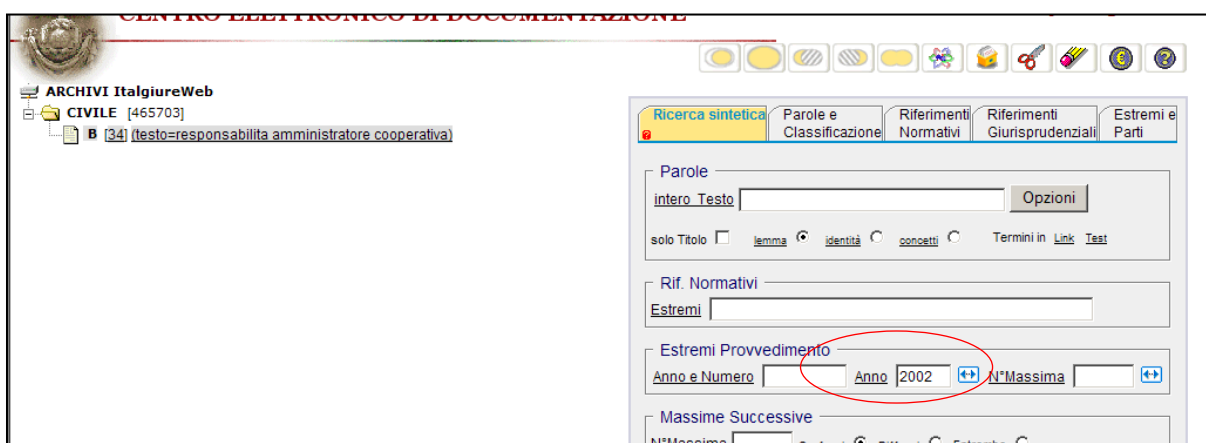 CENTRO ELETTRONICO DI DOCUMENTAZIONE
ARCHIVI ItalgiureWeb
CIVILE [465703]
B [34] (testo=responsabilita amministratore cooperativa)
Ricerca sintetica
Parole e Classificazione
Riferimenti Normativi
Riferimenti Giurisprudenziali
Estremi e Parti
Parole
intero Testo Opzioni
solo Titolo lemma identità concetti Termini in Link Test
Rif. Normativi
Estremi
Estremi Provvedimento
Anno e Numero Anno 2002 N°Massima
Massime Successive
N°Massima